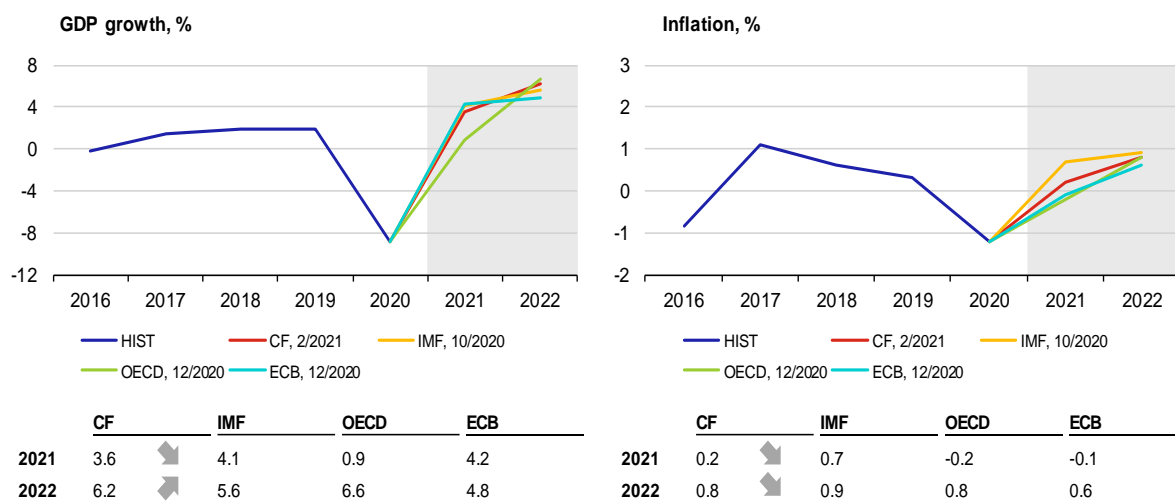 GDP growth, %
8
4
0
-4
-8
-12
2016 2017 2018 2019 2020 2021 2022
HIST CF, 2/2021 IMF, 10/2020
OECD, 12/2020 ECB, 12/2020
CF IMF OECD ECB
2021 3.6 4.1 0.9 4.2
2022 6.2 5.6 6.6 4.8
Inflation, %
3
2
1
0
-1
-2
2016 2017 2018 2019 2020 2021 2022
HIST CF, 2/2021 IMF, 10/2020
OECD, 12/2020 ECB, 12/2020
CF IMF OECD ECB
2021 0.2 0.7 -0.2 -0.1
2022 0.8 0.9 0.8 0.6